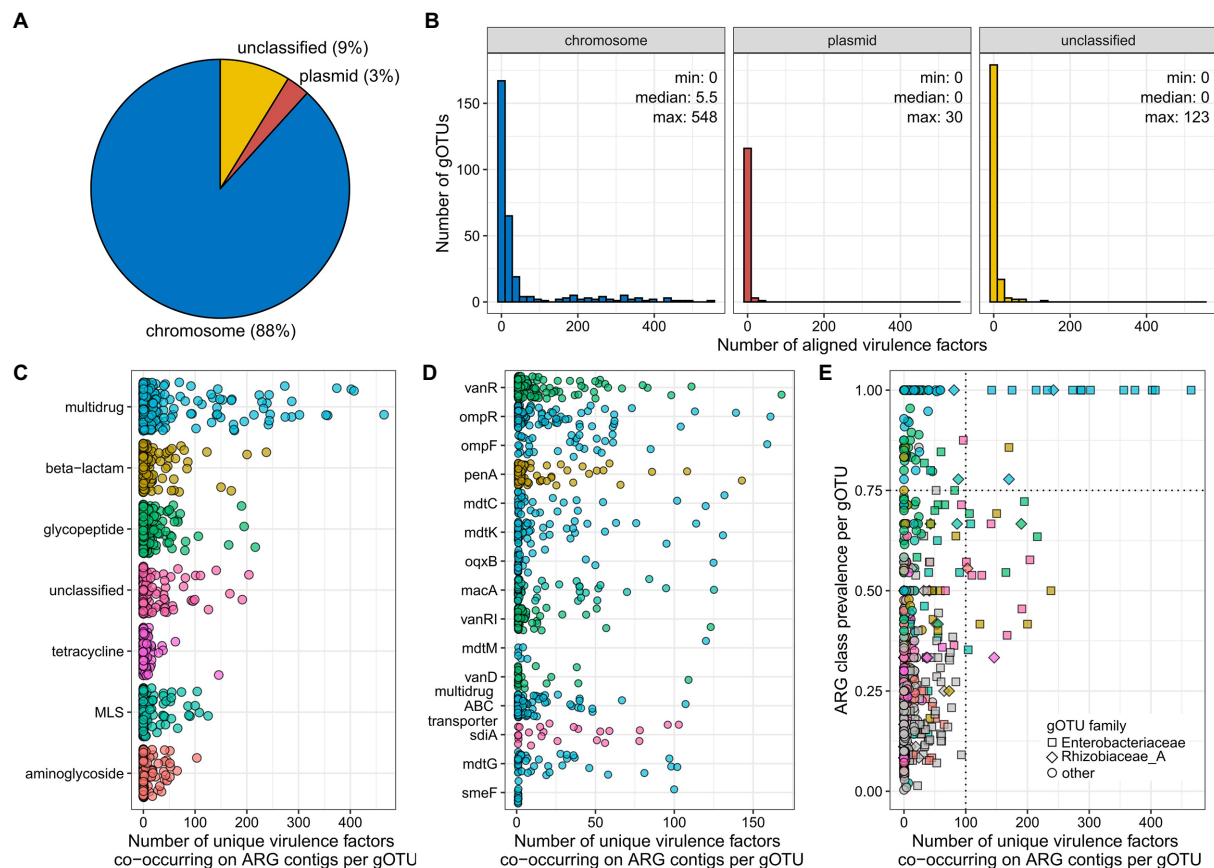 A
unclassified (9%)
plasmid (3%)
chromosome (88%)
B
chromosome
plasmid
unclassified
min: 0
median: 5.5
max: 548
min: 0
median: 0
max: 30
min: 0
median: 0
max: 123
Number of gOTUs
150
100
50
0
0
200
400
0
200
400
0
200
400
Number of aligned virulence factors
C
multidrug
beta−lactam
glycopeptide
unclassified
tetracycline
MLS
aminoglycoside
0
100
200
300
400
Number of unique virulence factors
co−occurring on ARG contigs per gOTU
D
vanR
ompR
ompF
penA
mdtC
mdtK
oqxB
macA
vanRI
mdtM
vanD
multidrug
ABC
transporter
sdiA
mdtG
smeF
0
50
100
150
Number of unique virulence factors
co−occurring on ARG contigs per gOTU
E
ARG class prevalence per gOTU
1.00
0.75
0.50
0.25
0.00
gOTU family
Enterobacteriaceae
Rhizobiaceae_A
other
0
100
200
300
400
Number of unique virulence factors
co−occurring on ARG contigs per gOTU